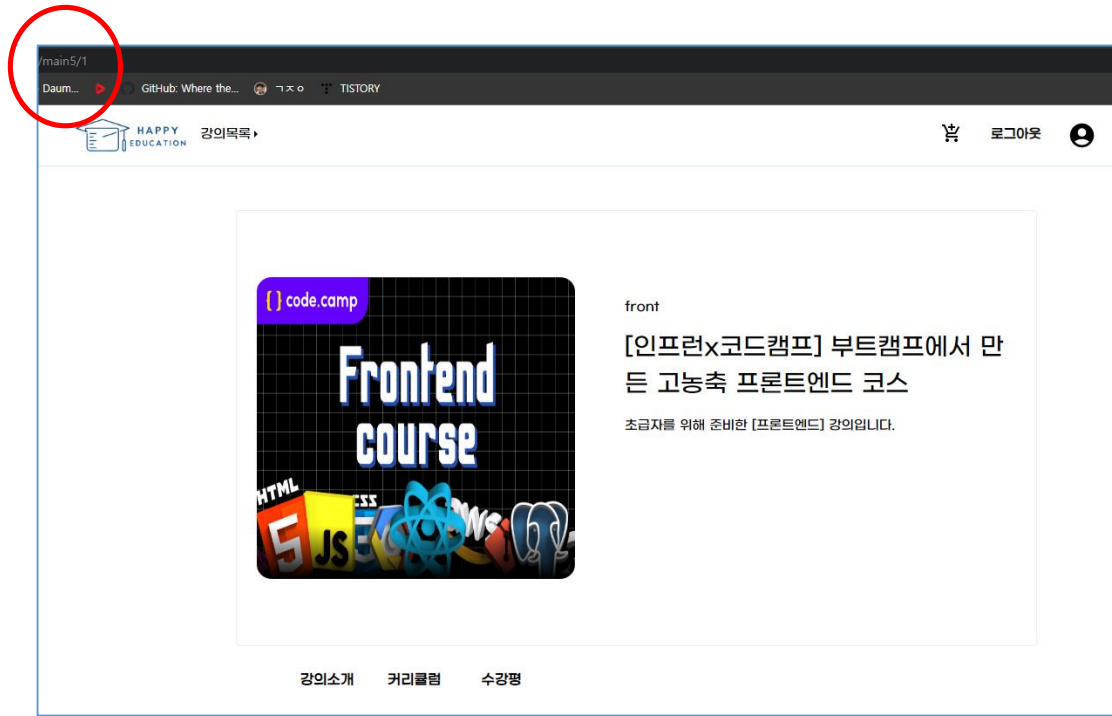 /main5/1
Daum... GitHub: Where the... ㄱㅈㅇ TISTORY
HAPPY
EDUCATION
강의목록
로그아웃
{ } code.camp
Frontend
course
HTML
5 JS
front
[인프런x코드캠프] 부트캠프에서 만
든 고농축 프론트엔드 코스
초급자를 위해 준비한 [프론트엔드] 강의입니다.
강의소개 커리큘럼 수강평